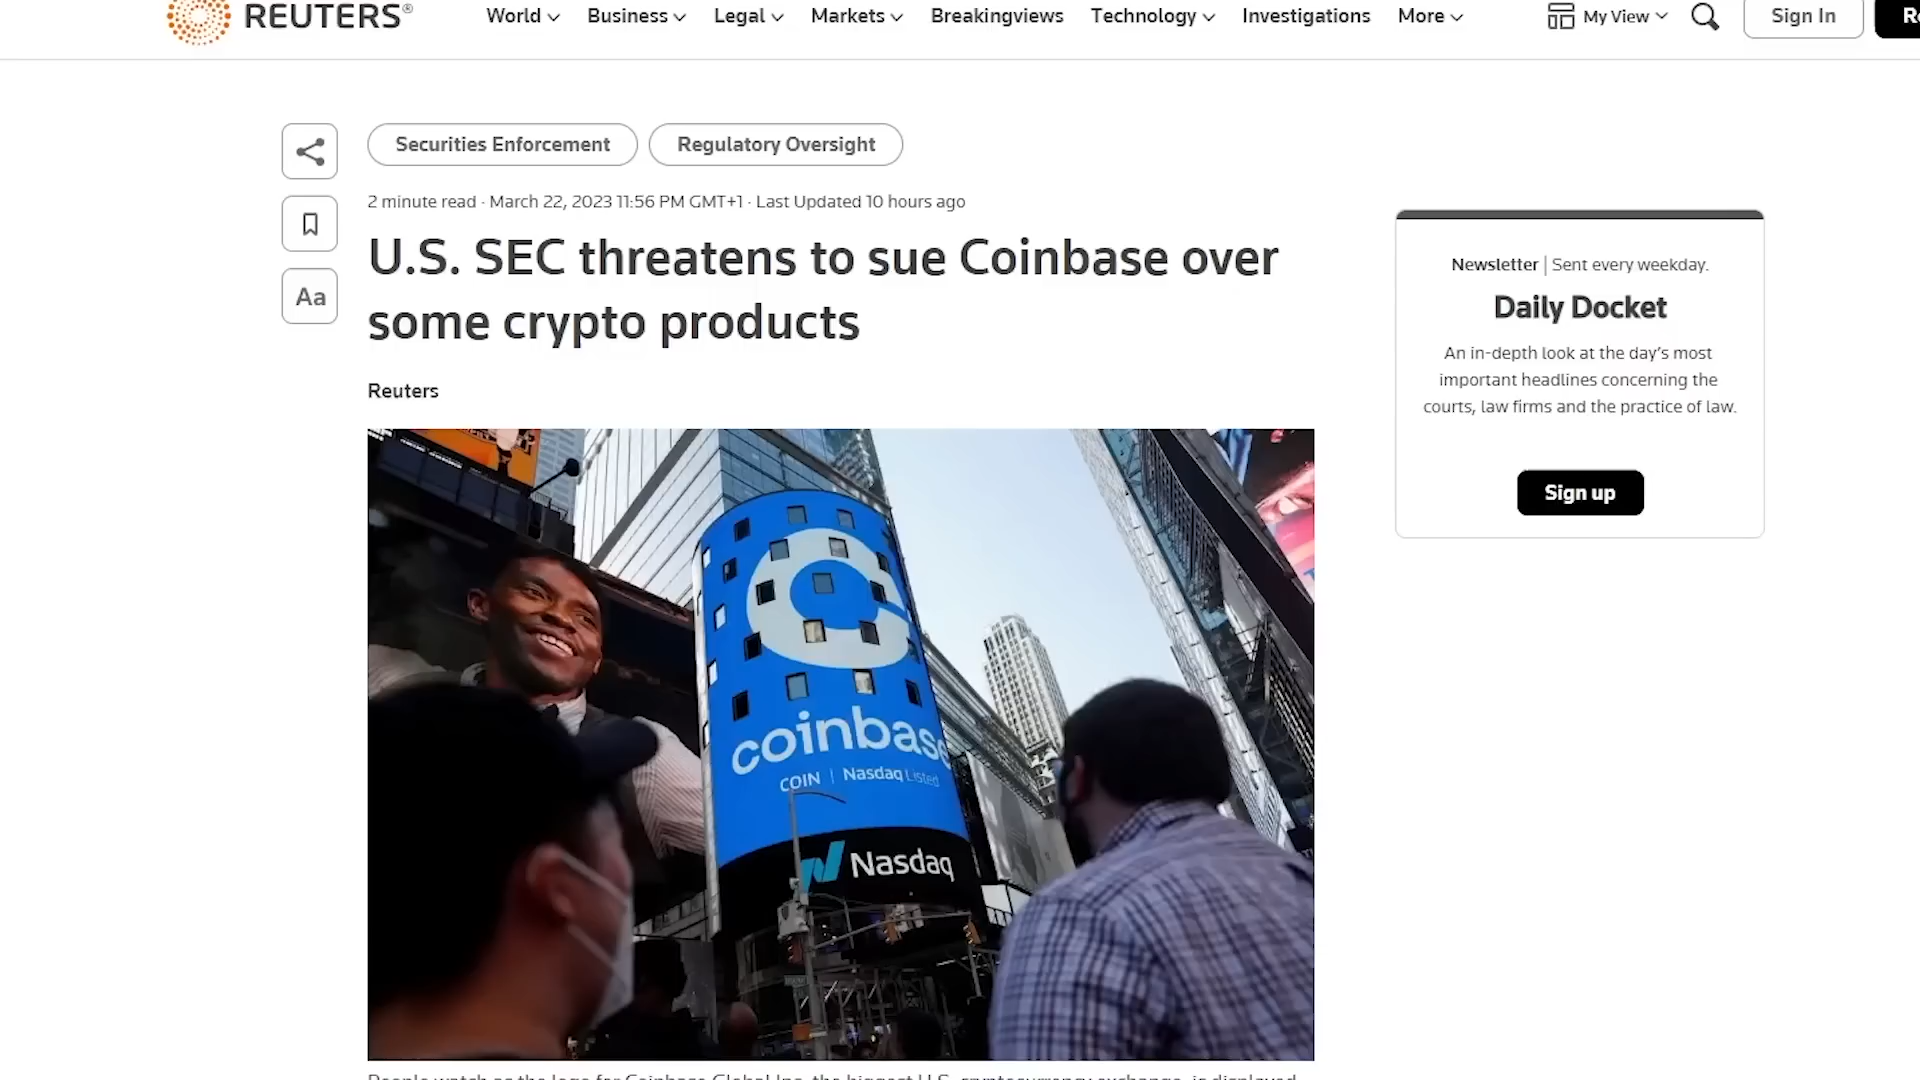 REUTERS®
World
Business
Legal
Markets
Breakingviews
Technology
Investigations
More
My View
Sign In
Securities Enforcement
Regulatory Oversight
2 minute read · March 22, 2023 11:56 PM GMT+1 · Last Updated 10 hours ago
Aa
U.S. SEC threatens to sue Coinbase over
some crypto products
Reuters
coinbase
COIN | Nasdaq Listed
Nasdaq
Newsletter | Sent every weekday.
Daily Docket
An in-depth look at the day’s most
important headlines concerning the
courts, law firms and the practice of law.
Sign up